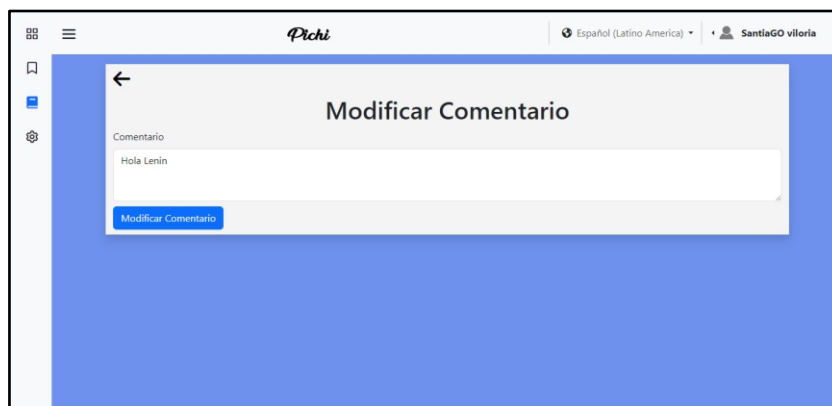 Pichi
Español (Latino America)
SantiaGO viloria
Modificar Comentario
Comentario
Hola Lenin
Modificar Comentario